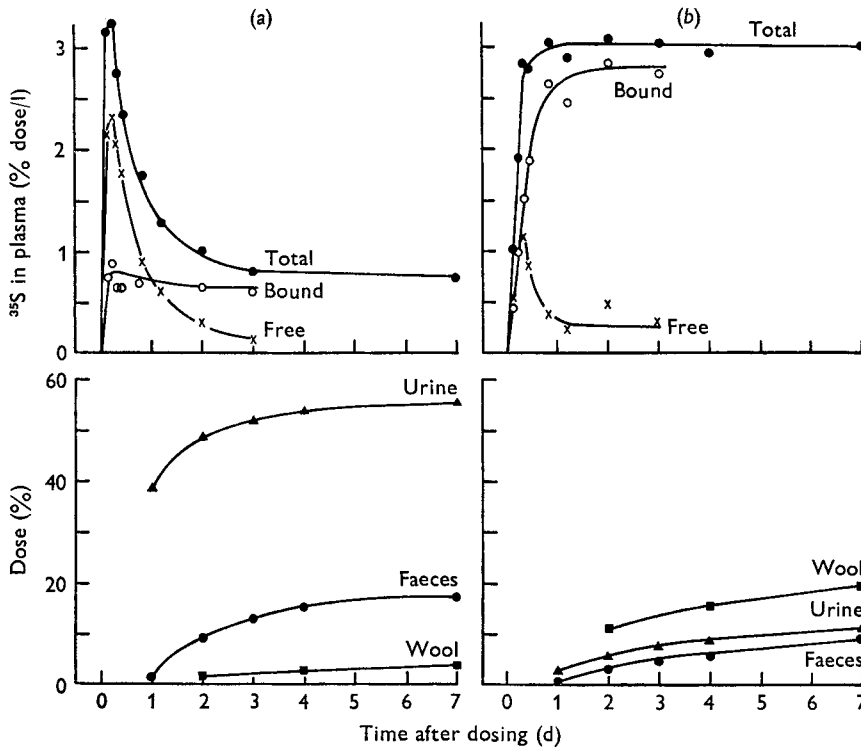 (a)
(b)
³⁵S in plasma (% dose/l)
3
2
1
0
Total
Bound
Free
Total
Bound
Free
Dose (%)
60
40
20
0
Urine
Faeces
Wool
Wool
Urine
Faeces
0 1 2 3 4 5 6 7
0 1 2 3 4 5 6 7
Time after dosing (d)